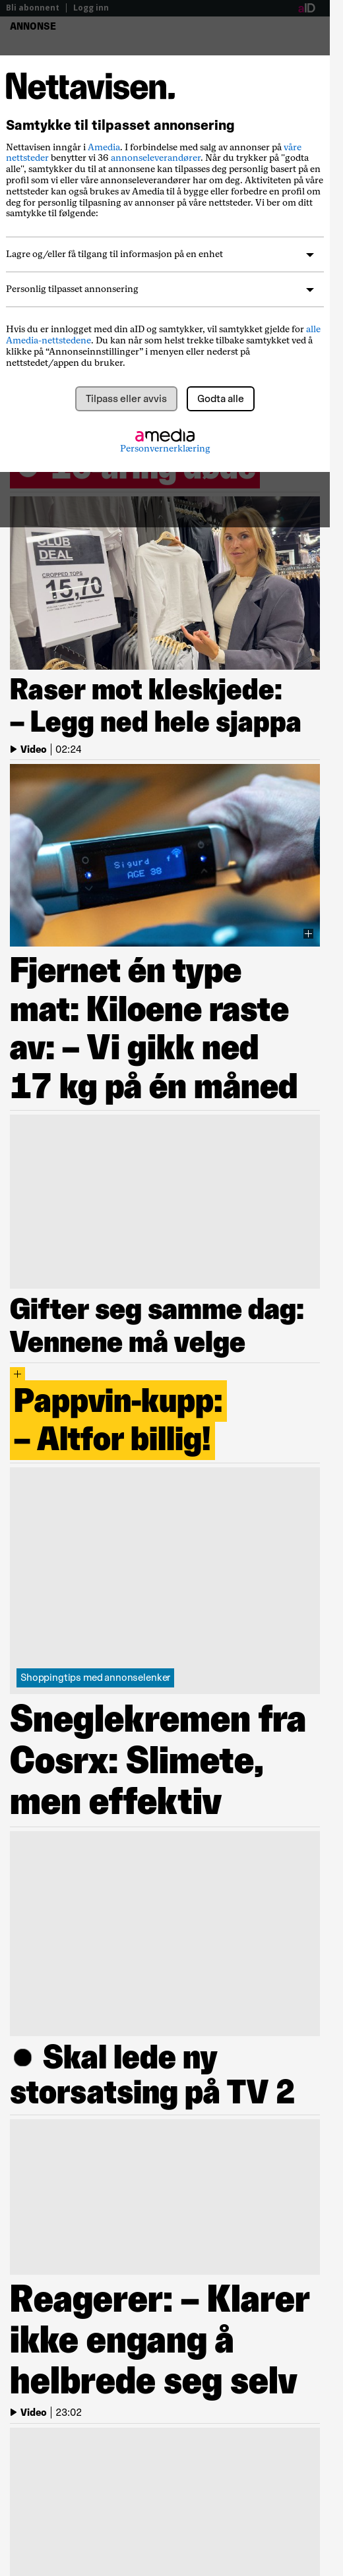 Bli abonnent | Logg inn
aID
ANNONSE
Nettavisen.
Samtykke til tilpasset annonsering
Nettavisen inngår i Amedia. I forbindelse med salg av annonser på våre
nettsteder benytter vi 36 annonseleverandører. Når du trykker på "godta
alle", samtykker du til at annonsene kan tilpasses deg personlig basert på en
profil som vi eller våre annonseleverandører har om deg. Aktiviteten på våre
nettsteder kan også brukes av Amedia til å bygge eller forbedre en profil om
deg for personlig tilpasning av annonser på våre nettsteder. Vi ber om ditt
samtykke til følgende:
Lagre og/eller få tilgang til informasjon på en enhet
Personlig tilpasset annonsering
Hvis du er innlogget med din aID og samtykker, vil samtykket gjelde for alle
Amedia-nettstedene. Du kan når som helst trekke tilbake samtykket ved å
klikke på “Annonseinnstillinger” i menyen eller nederst på
nettstedet/appen du bruker.
Tilpass eller avvis
Godta alle
amedia
Personvernerklæring
CLUB
DEAL
CROPPED TOPS
15,70
Raser mot kleskjede:
– Legg ned hele sjappa
Video | 02:24
Sigurd
AGE 38
Fjernet én type
mat: Kiloene raste
av: – Vi gikk ned
17 kg på én måned
Gifter seg samme dag:
Vennene må velge
Pappvin-kupp:
– Altfor billig!
Shoppingtips med annonselenker
Sneglekremen fra
Cosrx: Slimete,
men effektiv
● Skal lede ny
storsatsing på TV 2
Reagerer: – Klarer
ikke engang å
helbrede seg selv
Video | 23:02